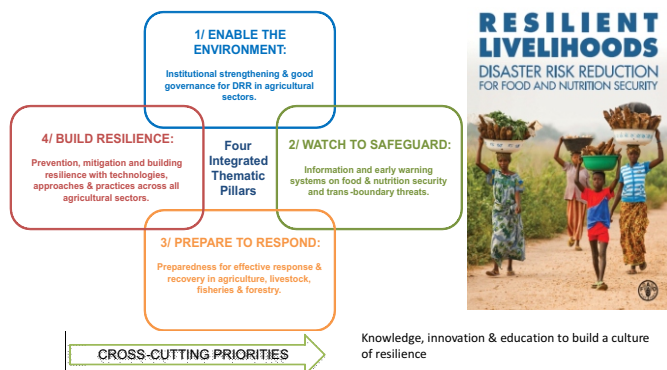 1/ ENABLE THE
ENVIRONMENT:
Institutional strengthening & good
governance for DRR in agricultural
sectors.
4/ BUILD RESILIENCE:
Prevention, mitigation and building
resilience with technologies,
approaches & practices across all
agricultural sectors.
Four
Integrated
Thematic
Pillars
2/ WATCH TO SAFEGUARD:
Information and early warning
systems on food & nutrition security
and trans-boundary threats.
3/ PREPARE TO RESPOND:
Preparedness for effective response &
recovery in agriculture, livestock,
fisheries & forestry.
RESILIENT
LIVELIHOODS
DISASTER RISK REDUCTION
FOR FOOD AND NUTRITION SECURITY
CROSS-CUTTING PRIORITIES
Knowledge, innovation & education to build a culture
of resilience